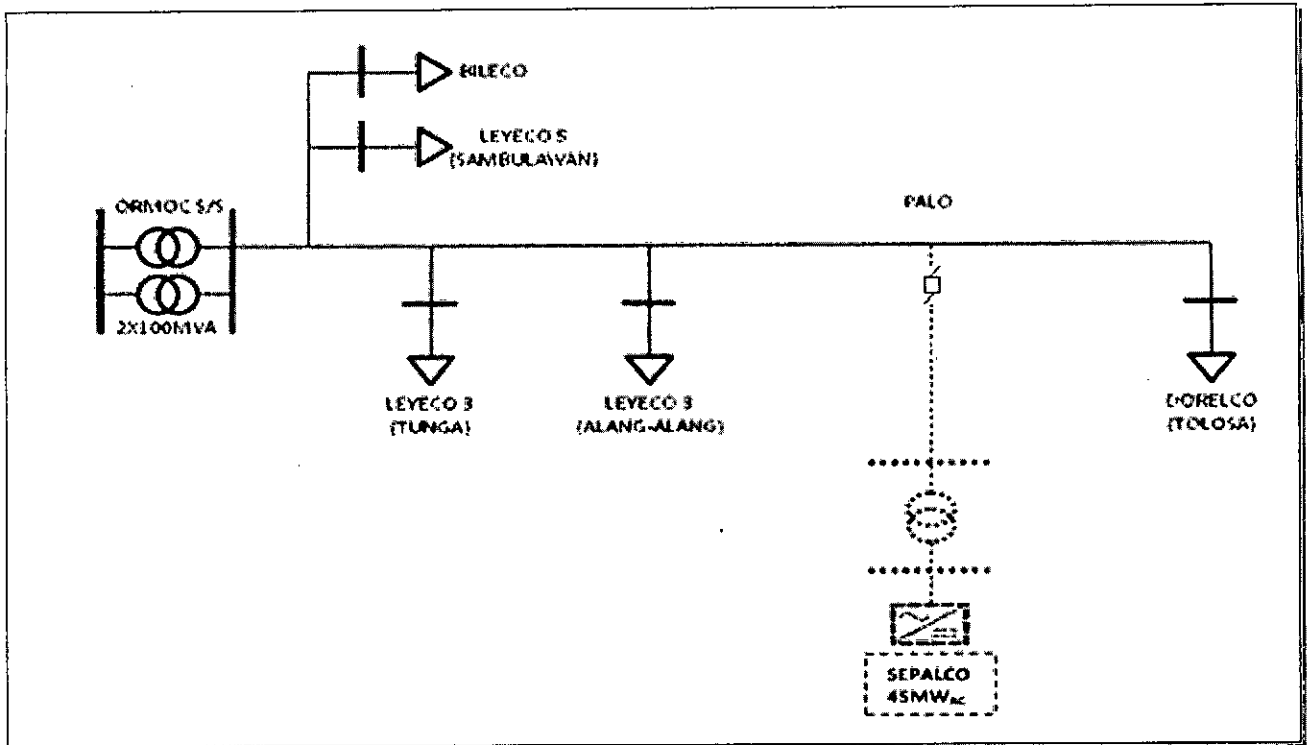 BILECO
LEYECO 5
(SAMBULAWAN)
ORMOC S/S
2X100MVA
PALO
LEYECO 3
(TUNGA)
LEYECO 3
(ALANG-ALANG)
DORELCO
(TOLOSA)
SEPALCO
45MWAC